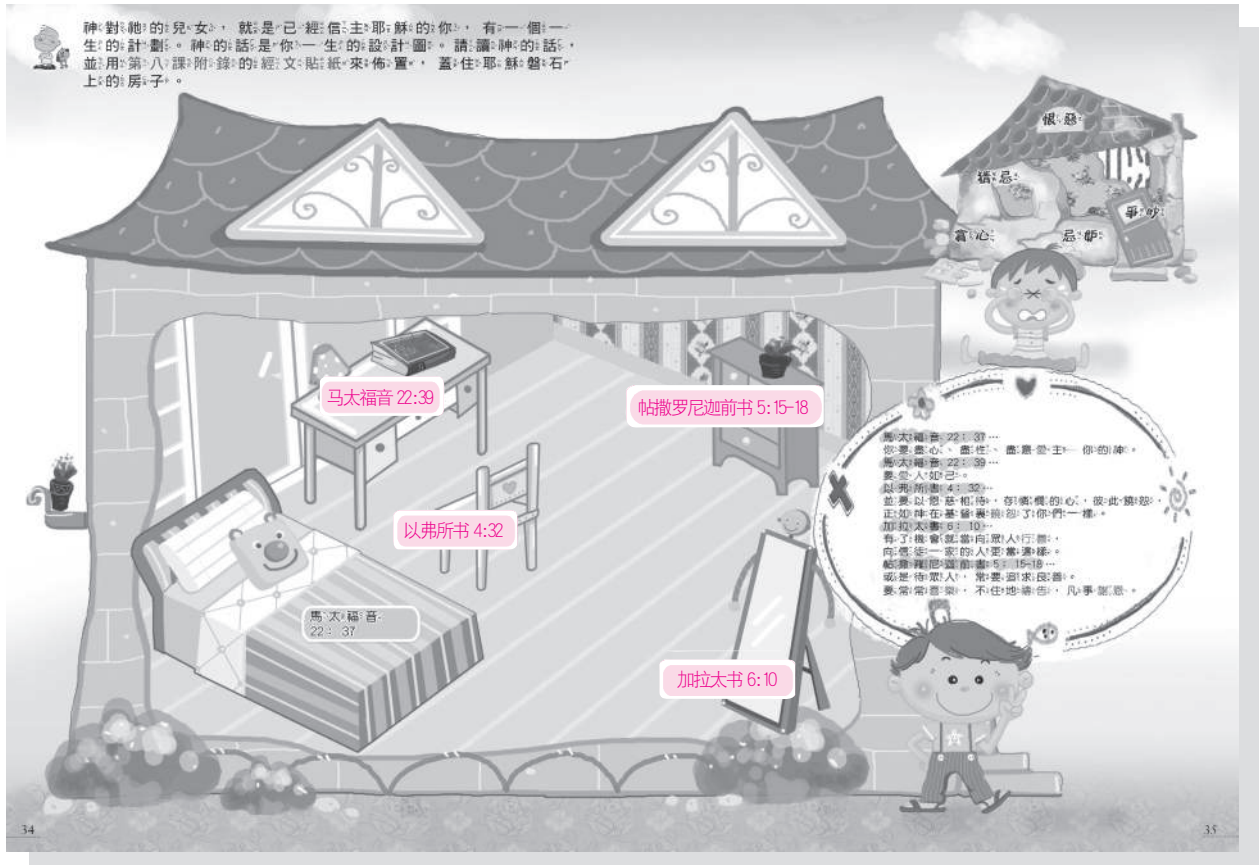 神對祂的兒女，就是已經信主耶穌的你，有一個一
生的計劃。神的話是你一生的設計圖。請讀神的話，
並用第八課附錄的經文貼紙來佈置，蓋住耶穌磐石
上的房子。
恨惡
猜忌
爭吵
貪心
忌妒
马太福音 22:39
帖撒罗尼迦前书 5:15-18
以弗所书 4:32
馬太福音
22：37
加拉太书 6:10
馬太福音 22：37…
你要盡心、盡性、盡意愛主─你的神。
馬太福音 22：39…
要愛人如己。
以弗所書 4：32…
並要以恩慈相待，存憐憫的心，彼此饒恕，
正如神在基督裏饒恕了你們一樣。
加拉太書 6：10…
有了機會就當向眾人行善，
向信徒一家的人更當這樣。
帖撒羅尼迦前書 5：15-18…
或是待眾人，常要追求良善。
要常常喜樂，不住地禱告，凡事謝恩。
34
35